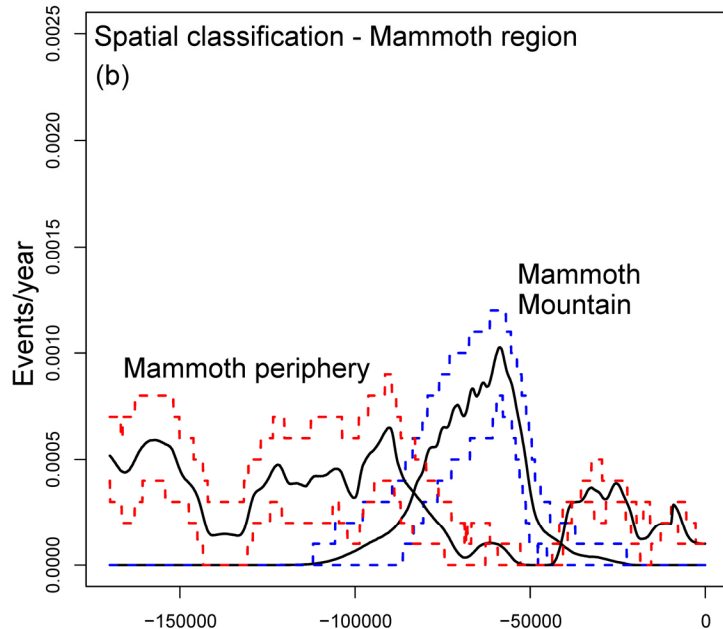 Spatial classification - Mammoth region
(b)
Events/year
0.0025
0.0020
0.0015
0.0010
0.0005
0.0000
Mammoth
Mountain
Mammoth periphery
−150000
−100000
−50000
0